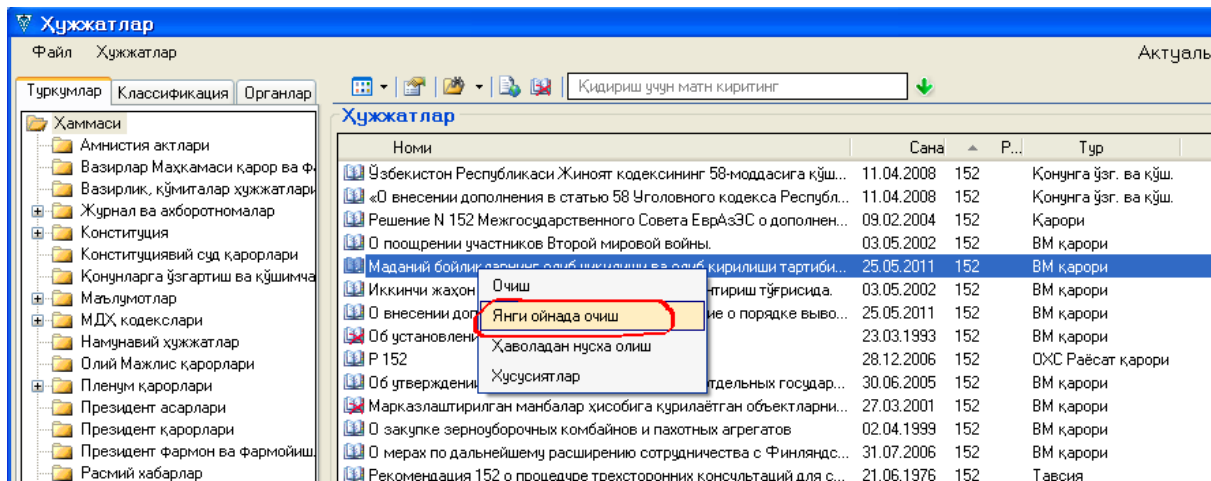 Ҳужжатлар
Файл Ҳужжатлар Актуаль
Туркумлар Классификация Органлар Қидириш учун матн киритинг
Ҳаммаси
Амнистия актлари
Вазирлар Маҳкамаси қарор ва ф
Вазирлик, қўмиталар ҳужжатлари
Журнал ва ахборотномалар
Конституция
Конституциявий суд қарорлари
Қонунларга ўзгартиш ва қўшимча
Маълумотлар
МДҲ кодекслари
Намунавий ҳужжатлар
Олий Мажлис қарорлари
Пленум қарорлари
Президент асарлари
Президент қарорлари
Президент фармон ва фармойиш
Расмий хабарлар
Ҳужжатлар
Номи Сана Р... Тур
Ўзбекистон Республикаси Жиноят кодексининг 58-моддасига қўш... 11.04.2008 152 Қонунга ўзг. ва қўш.
«О внесении дополнения в статью 58 Уголовного кодекса Республ... 11.04.2008 152 Қонунга ўзг. ва қўш.
Решение N 152 Межгосударственного Совета ЕврАзЭС о дополнен... 09.02.2004 152 Қарори
О поощрении участников Второй мировой войны. 03.05.2002 152 ВМ қарори
Маданий бойликларнинг олиб чиқилиши ва олиб кирилиши тартиби... 25.05.2011 152 ВМ қарори
Иккинчи жаҳон нтириш тўғрисида. 03.05.2002 152 ВМ қарори
О внесении доп ие о порядке выво... 25.05.2011 152 ВМ қарори
Об установлени 23.03.1993 152 ВМ қарори
Р 152 28.12.2006 152 ОХС Раёсат қарори
Об утверждении тдельных государ... 30.06.2005 152 ВМ қарори
Марказлаштирилган манбалар ҳисобига қурилаётган объектларни... 27.03.2001 152 ВМ қарори
О закупке зерноуборочных комбайнов и пахотных агрегатов 02.04.1999 152 ВМ қарори
О мерах по дальнейшему расширению сотрудничества с Финляндс... 31.07.2006 152 ВМ қарори
Рекомендация 152 о процедуре трехсторонних консультаций для с... 21.06.1976 152 Тавсия
Очиш
Янги ойнада очиш
Ҳаволадан нусха олиш
Хусусиятлар